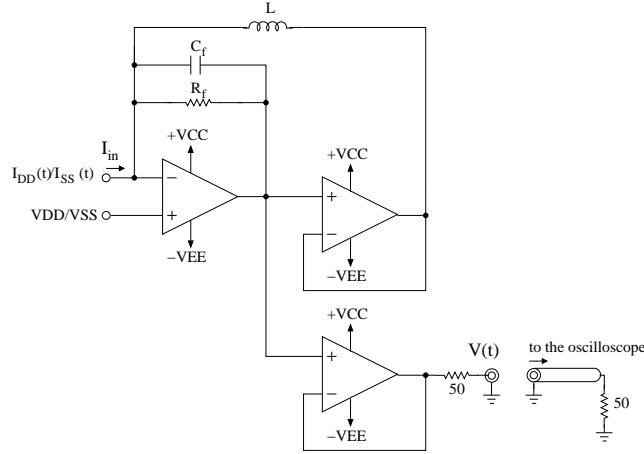 L
C_f
R_f
I_in
+VCC
+VCC
I_DD(t)/I_SS (t)
−
+
+
VDD/VSS
+
−
−VEE
−VEE
+VCC
V(t)
to the oscilloscope
+
−
50
50
−VEE